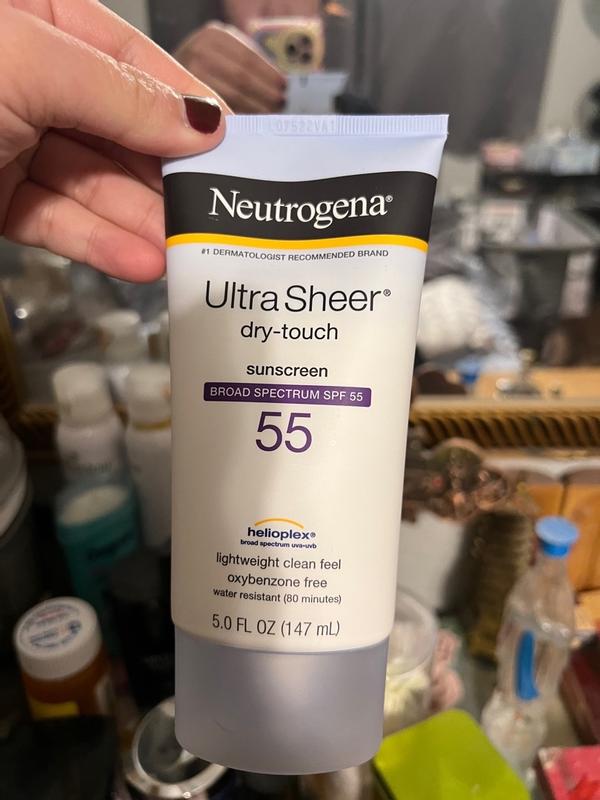 Neutrogena®
#1 DERMATOLOGIST RECOMMENDED BRAND
Ultra Sheer®
dry-touch
sunscreen
BROAD SPECTRUM SPF 55
55
helioplex®
broad spectrum uva-uvb
lightweight clean feel
oxybenzone free
water resistant (80 minutes)
5.0 FL OZ (147 mL)